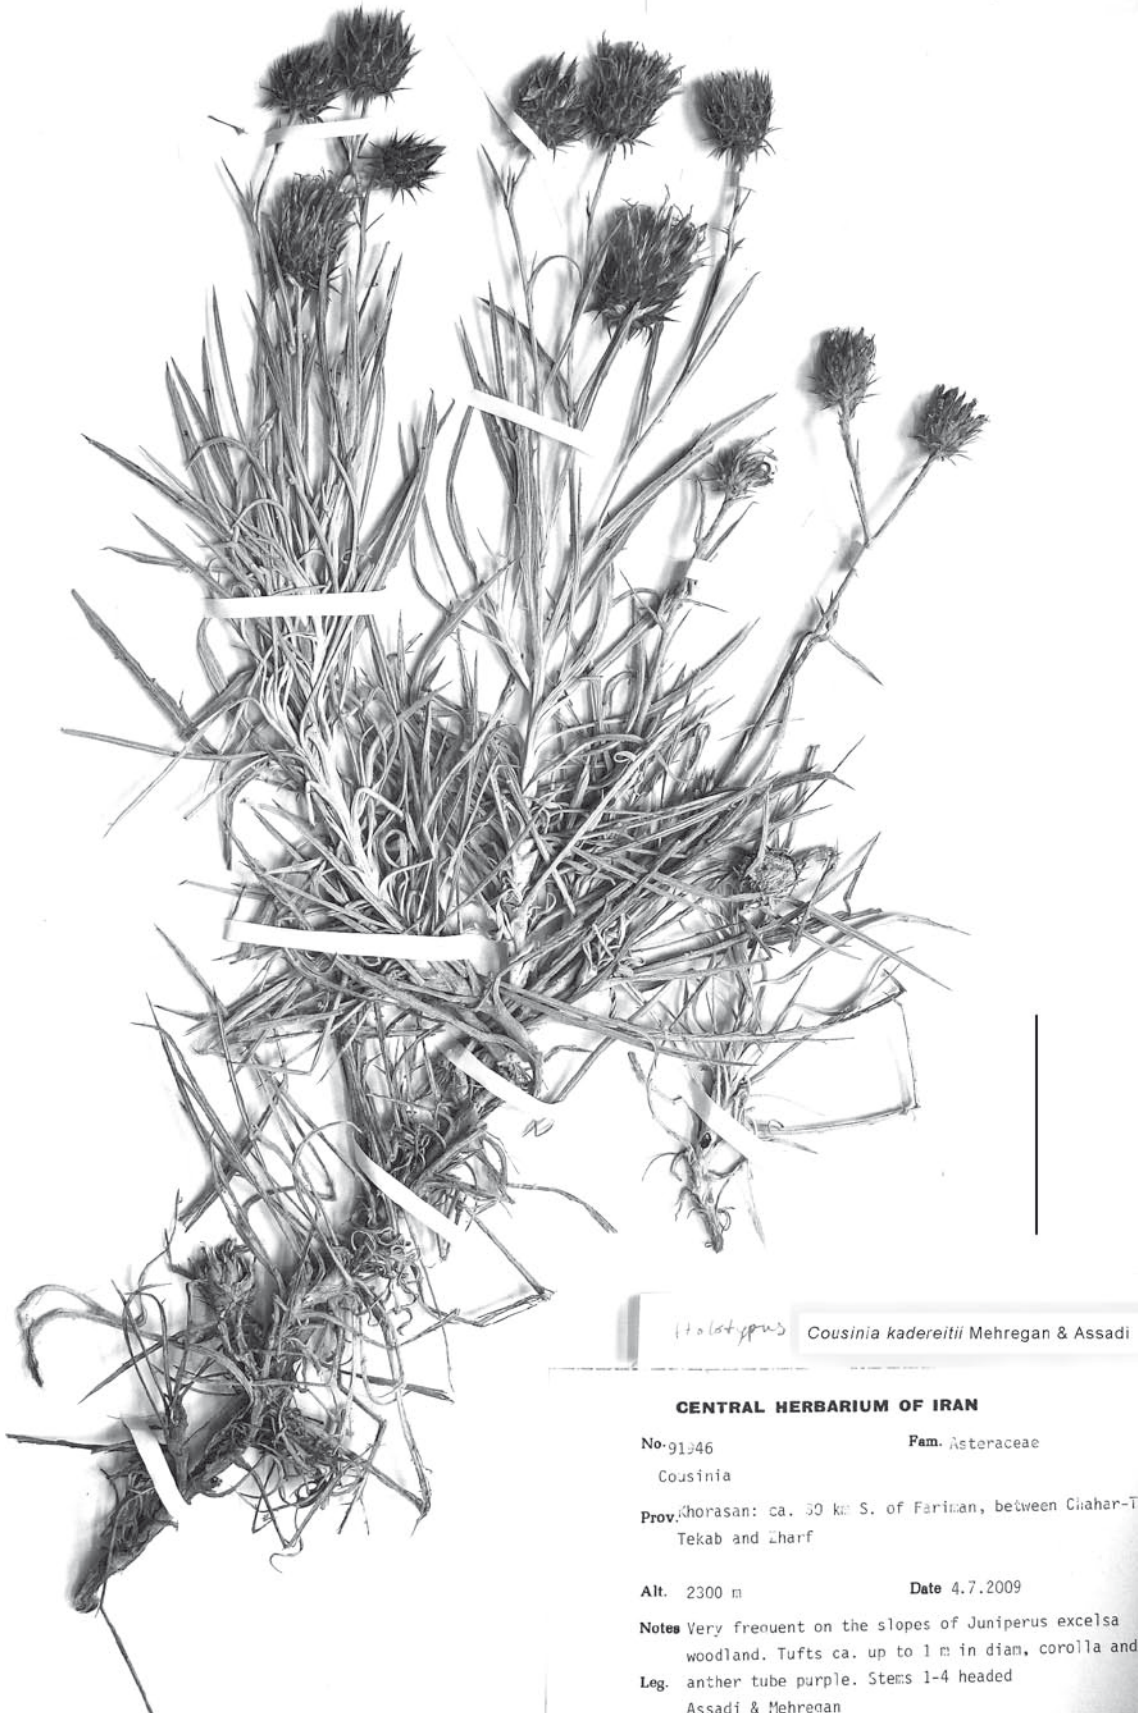 Holotypus Cousinia kadereitii Mehregan & Assadi
CENTRAL HERBARIUM OF IRAN
No. 91946 Fam. Asteraceae
Cousinia
Prov. Khorasan: ca. km S. of Fariman, between Chahar-T
Tekab and
Alt. 2300 m Date 4.7.2009
Notes Very frequent on the slopes of Juniperus excelsa
woodland. Tufts ca. up to 1 m in diam, corolla and
Leg. anther tube purple. Stems 1-4 headed
Assadi & Mehregan